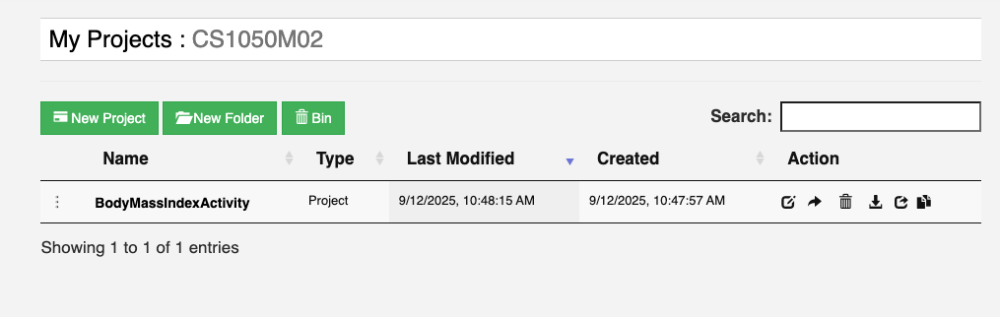 My Projects : CS1050M02
New Project New Folder Bin Search:
Name Type Last Modified Created Action
BodyMassIndexActivity Project 9/12/2025, 10:48:15 AM 9/12/2025, 10:47:57 AM
Showing 1 to 1 of 1 entries